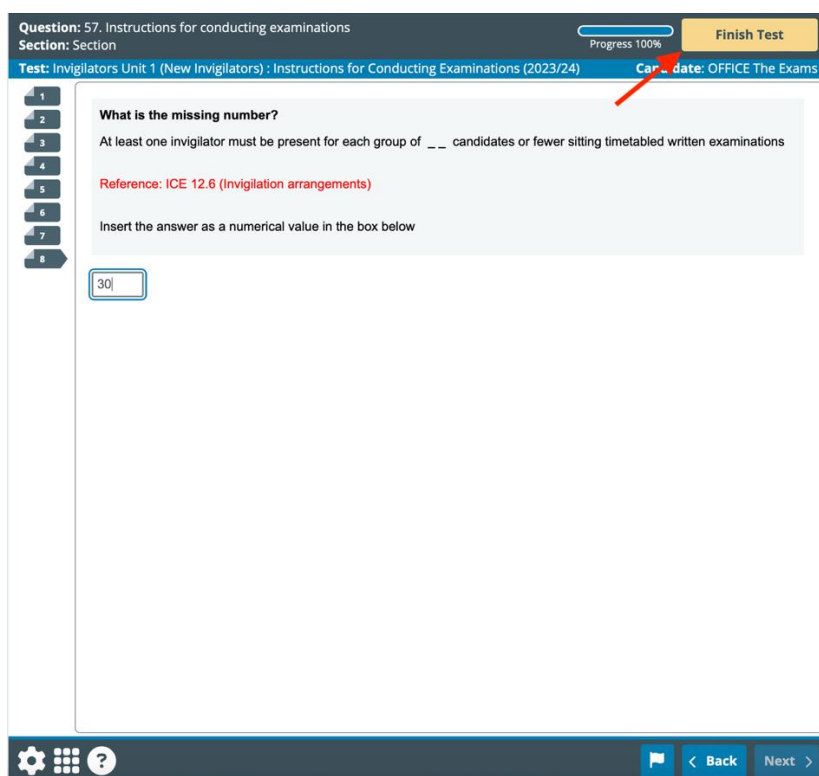 Question: 57. Instructions for conducting examinations
Section: Section
Progress 100%
Finish Test
Test: Invigilators Unit 1 (New Invigilators) : Instructions for Conducting Examinations (2023/24)
Candidate: OFFICE The Exams
1
2
3
4
5
6
7
8
What is the missing number?
At least one invigilator must be present for each group of _ _ candidates or fewer sitting timetabled written examinations
Reference: ICE 12.6 (Invigilation arrangements)
Insert the answer as a numerical value in the box below
30
?
Back
Next